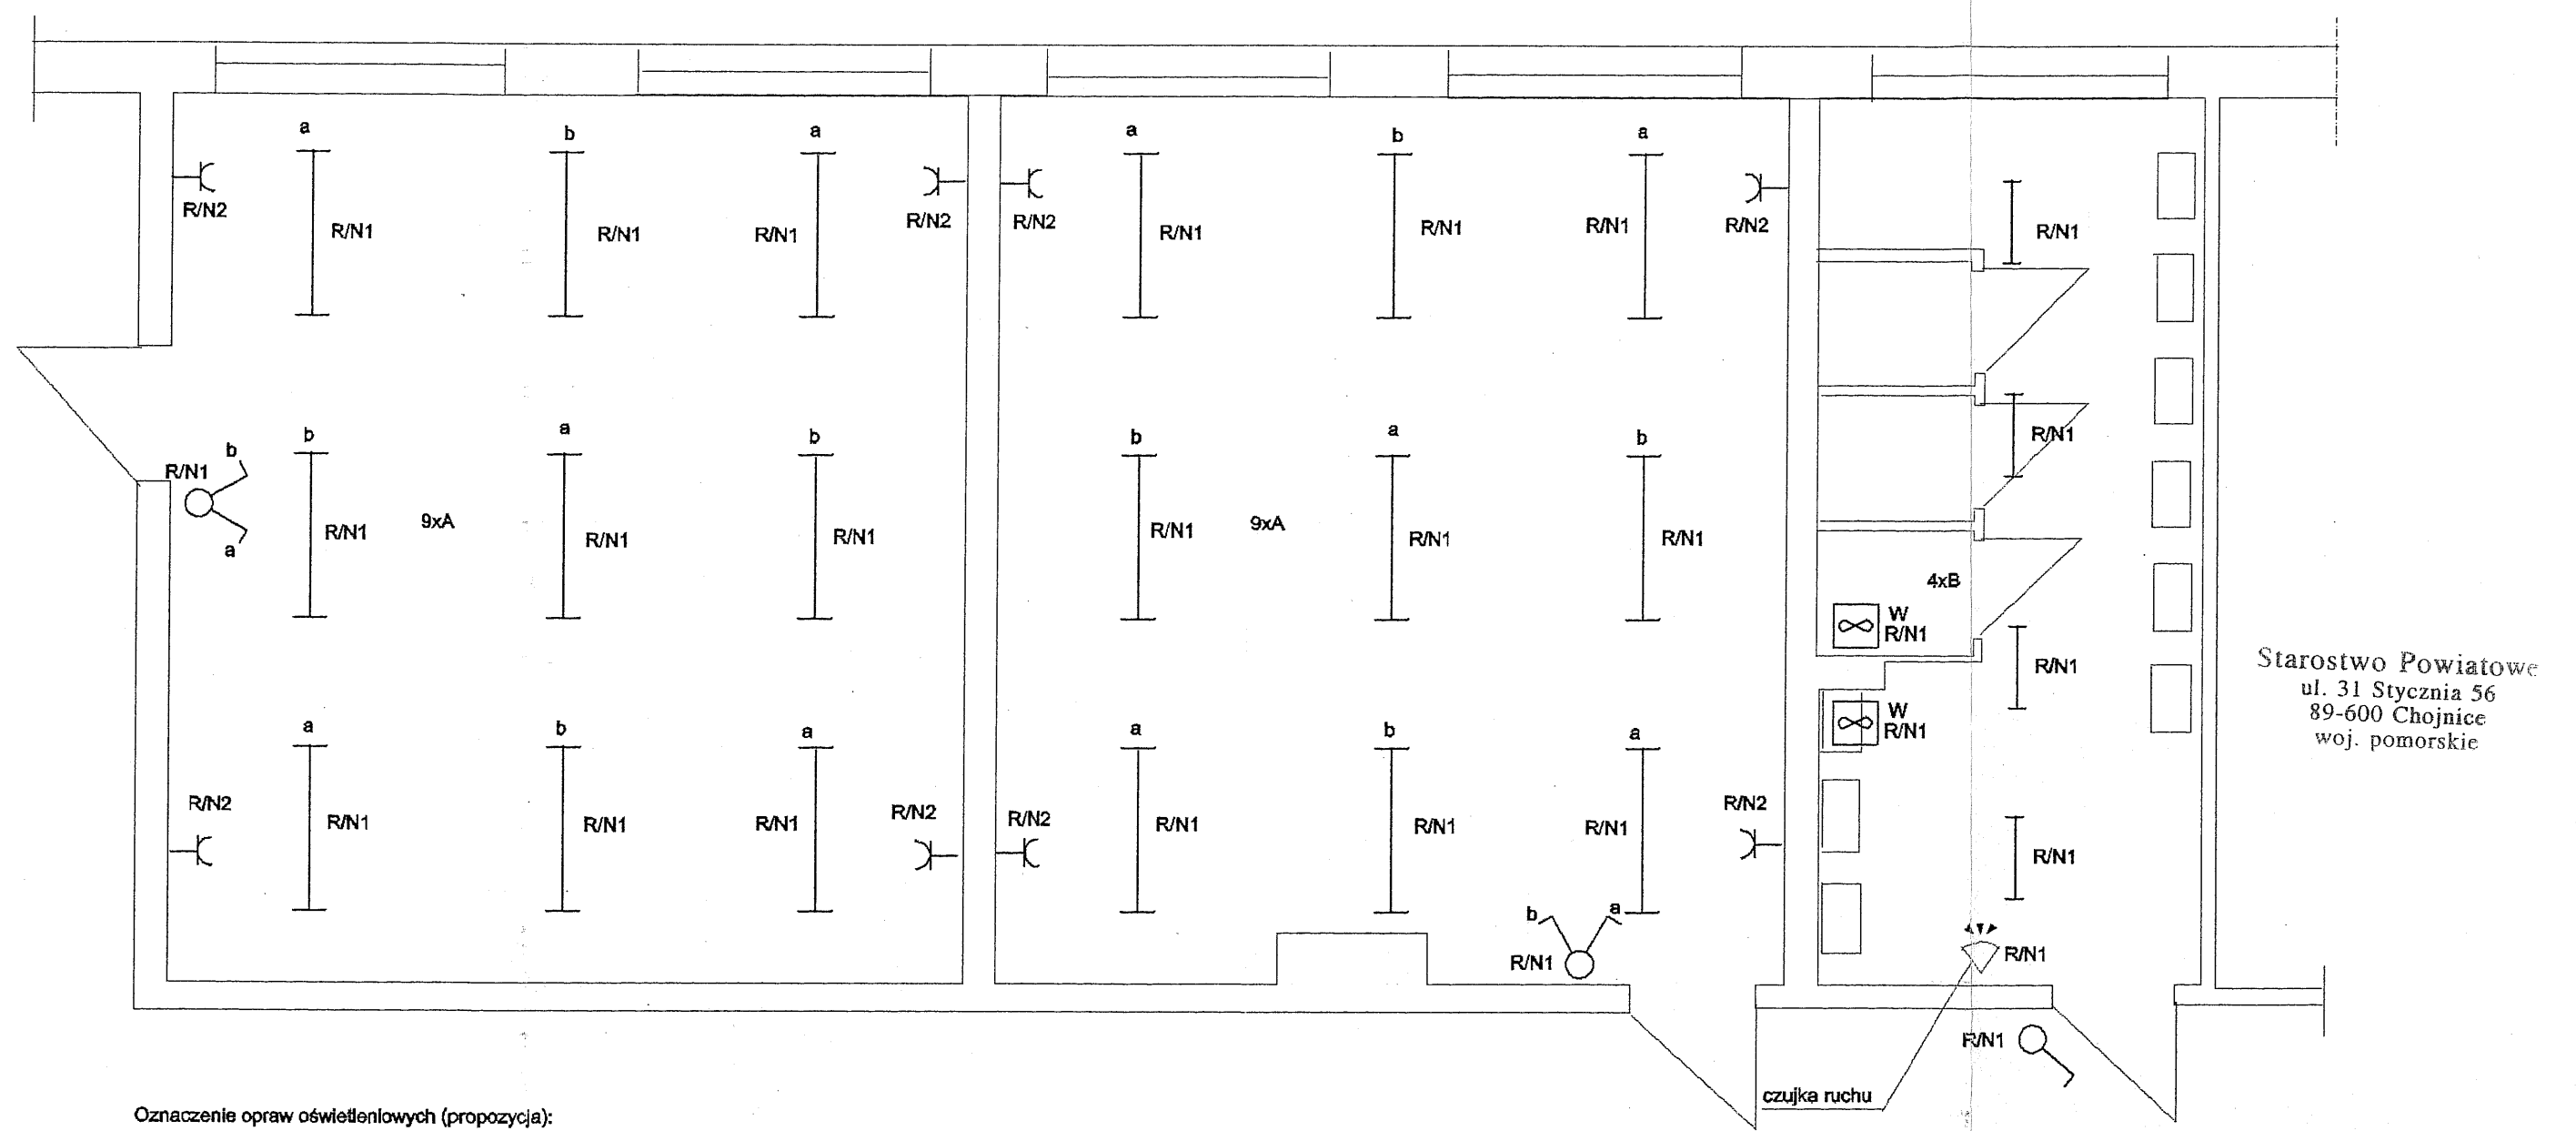 a
b
a
a
b
a
R/N2
R/N1
R/N1
R/N1
R/N2
R/N2
R/N1
R/N1
R/N1
R/N2
R/N1
b
a
b
b
a
b
R/N1
b
a
R/N1
9xA
R/N1
R/N1
R/N1
9xA
R/N1
R/N1
R/N1
4xB
W
R/N1
R/N1
W
R/N1
Starostwo Powiatowe
ul. 31 Stycznia 56
89-600 Chojnice
woj. pomorskie
a
b
a
a
b
a
R/N2
R/N1
R/N1
R/N1
R/N2
R/N2
R/N1
R/N1
R/N1
R/N2
R/N1
b
a
R/N1
R/N1
R/N1
czujka ruchu
Oznaczenie opraw oświetleniowych (propozycja):